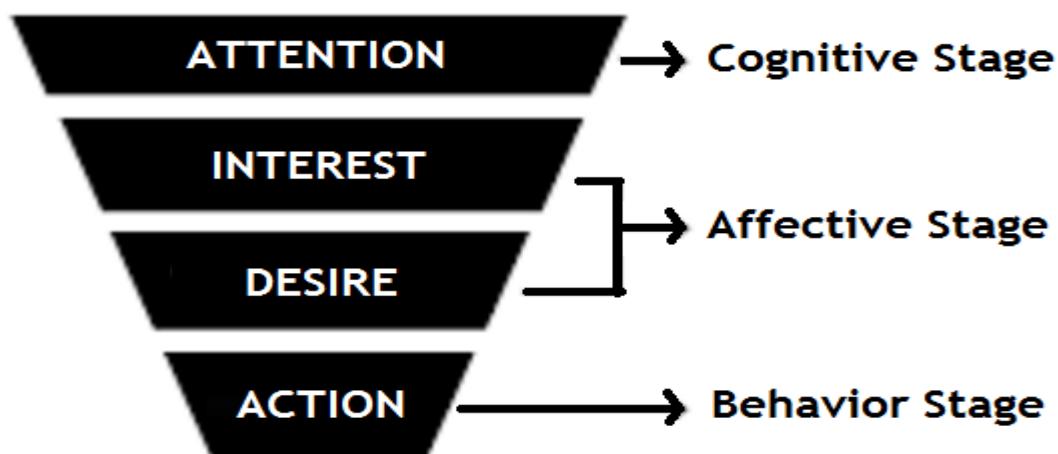 ATTENTION
Cognitive Stage
INTEREST
Affective Stage
DESIRE
ACTION
Behavior Stage